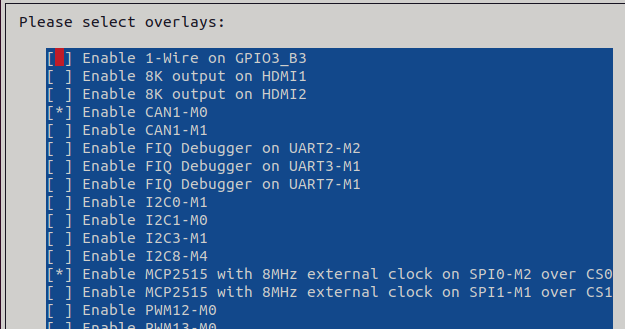 Please select overlays:
[ ] Enable 1-Wire on GPIO3_B3
[ ] Enable 8K output on HDMI1
[ ] Enable 8K output on HDMI2
[*] Enable CAN1-M0
[ ] Enable CAN1-M1
[ ] Enable FIQ Debugger on UART2-M2
[ ] Enable FIQ Debugger on UART3-M1
[ ] Enable FIQ Debugger on UART7-M1
[ ] Enable I2C0-M1
[ ] Enable I2C1-M0
[ ] Enable I2C3-M1
[ ] Enable I2C8-M4
[*] Enable MCP2515 with 8MHz external clock on SPI0-M2 over CS0
[ ] Enable MCP2515 with 8MHz external clock on SPI1-M1 over CS1
[ ] Enable PWM12-M0
[ ] Enable PWM13-M0